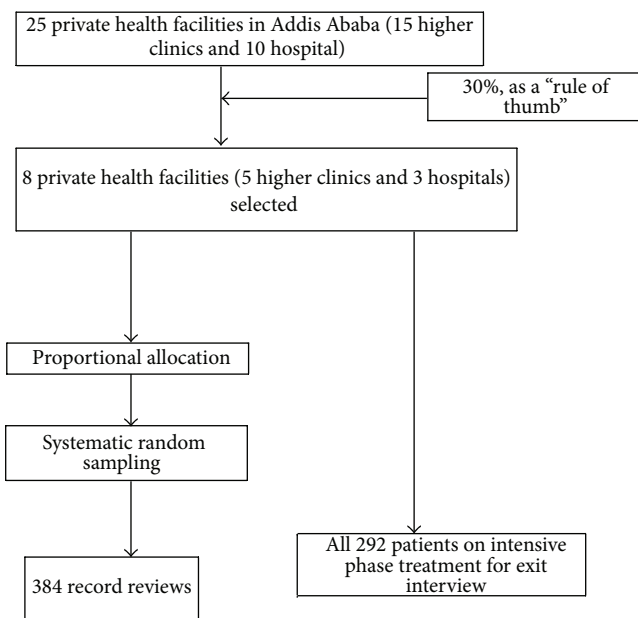 25 private health facilities in Addis Ababa (15 higher
clinics and 10 hospital)
30%, as a “rule of
thumb”
8 private health facilities (5 higher clinics and 3 hospitals)
selected
Proportional allocation
Systematic random
sampling
384 record reviews
All 292 patients on intensive
phase treatment for exit
interview